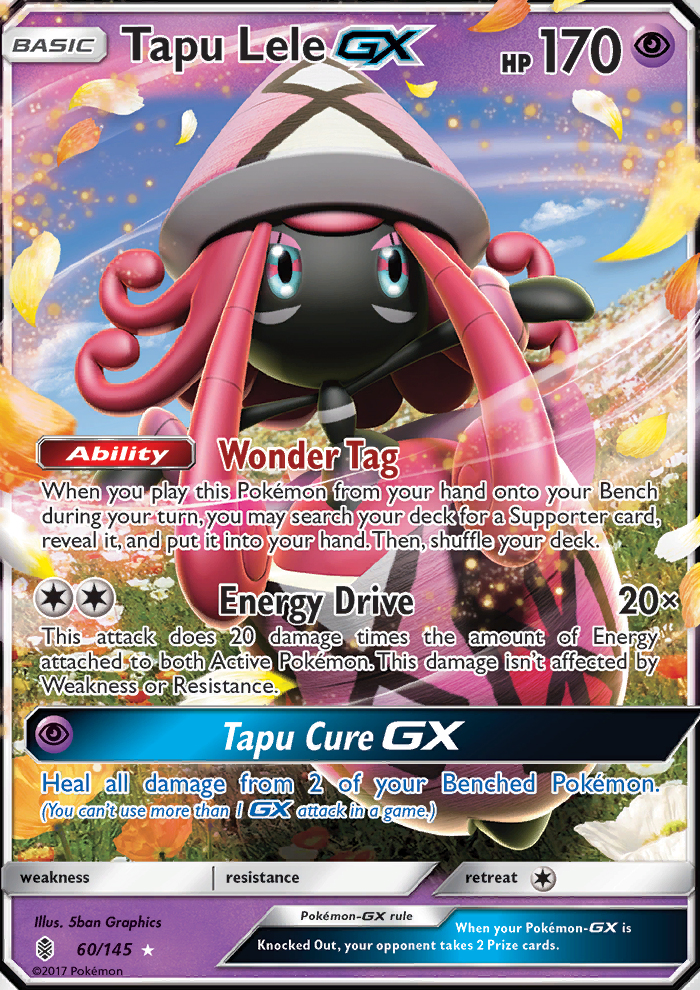 BASIC
Tapu Lele GX
HP 170
Ability
Wonder Tag
When you play this Pokémon from your hand onto your Bench
during your turn, you may search your deck for a Supporter card,
reveal it, and put it into your hand. Then, shuffle your deck.
Energy Drive 20×
This attack does 20 damage times the amount of Energy
attached to both Active Pokémon. This damage isn't affected by
Weakness or Resistance.
Tapu Cure GX
Heal all damage from 2 of your Benched Pokémon.
(You can't use more than 1 GX attack in a game.)
weakness
resistance
retreat
Illus. 5ban Graphics
60/145
©2017 Pokémon
Pokémon-GX rule
When your Pokémon-GX is
Knocked Out, your opponent takes 2 Prize cards.